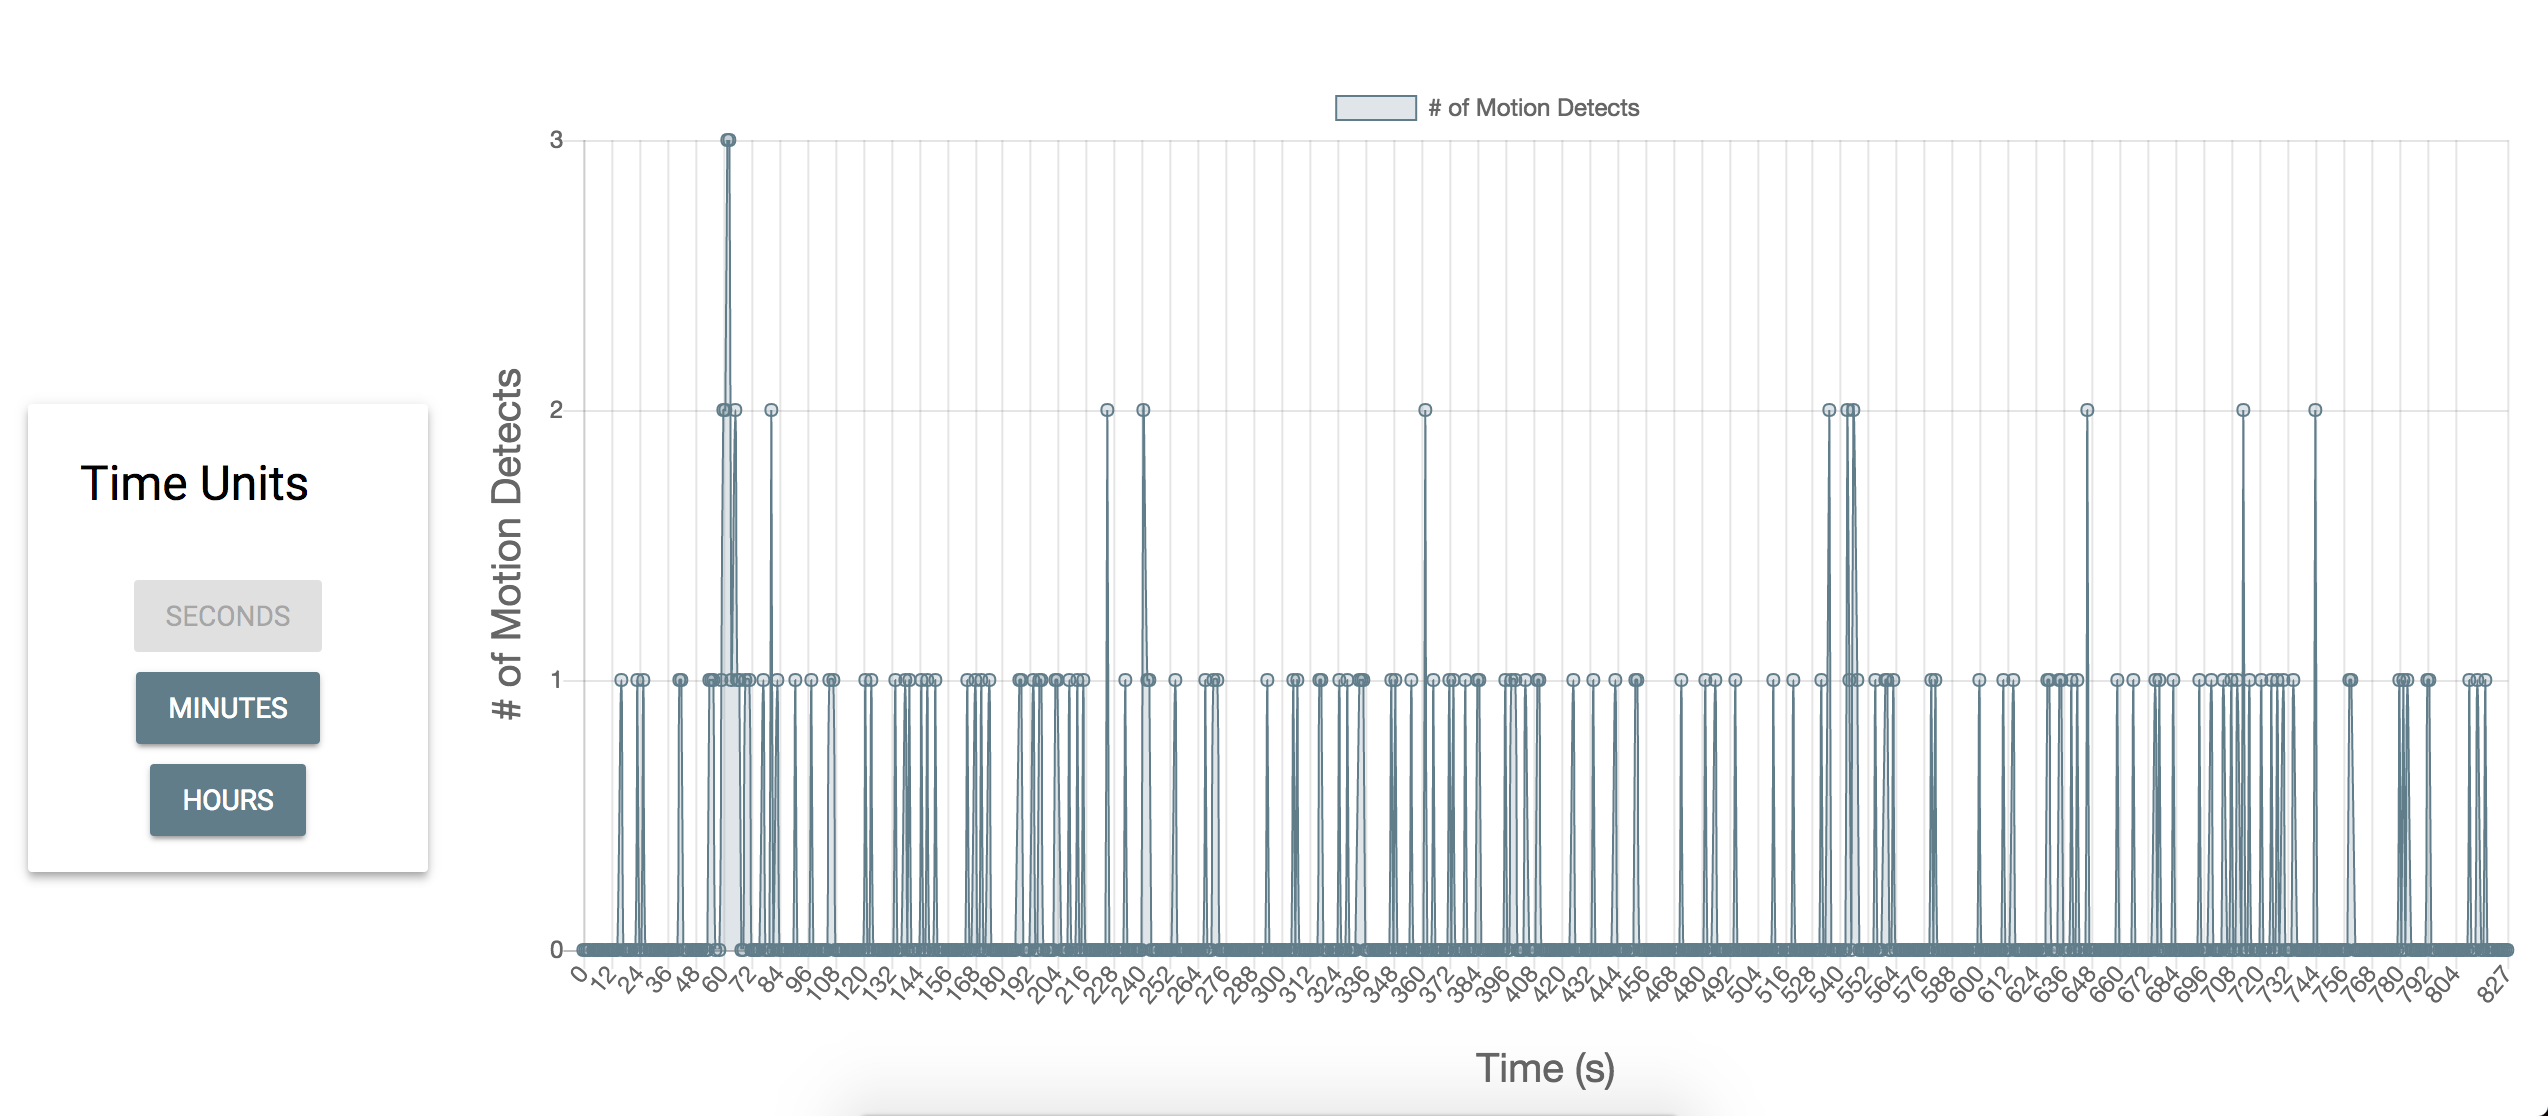 # of Motion Detects
3
2
1
0
# of Motion Detects
Time Units
SECONDS
MINUTES
HOURS
0 12 24 36 48 60 72 84 96 108 120 132 144 156 168 180 192 204 216 228 240 252 264 276 288 300 312 324 336 348 360 372 384 396 408 420 432 444 456 468 480 492 504 516 528 540 552 564 576 588 600 612 624 636 648 660 672 684 696 708 720 732 744 756 768 780 792 804 827
Time (s)